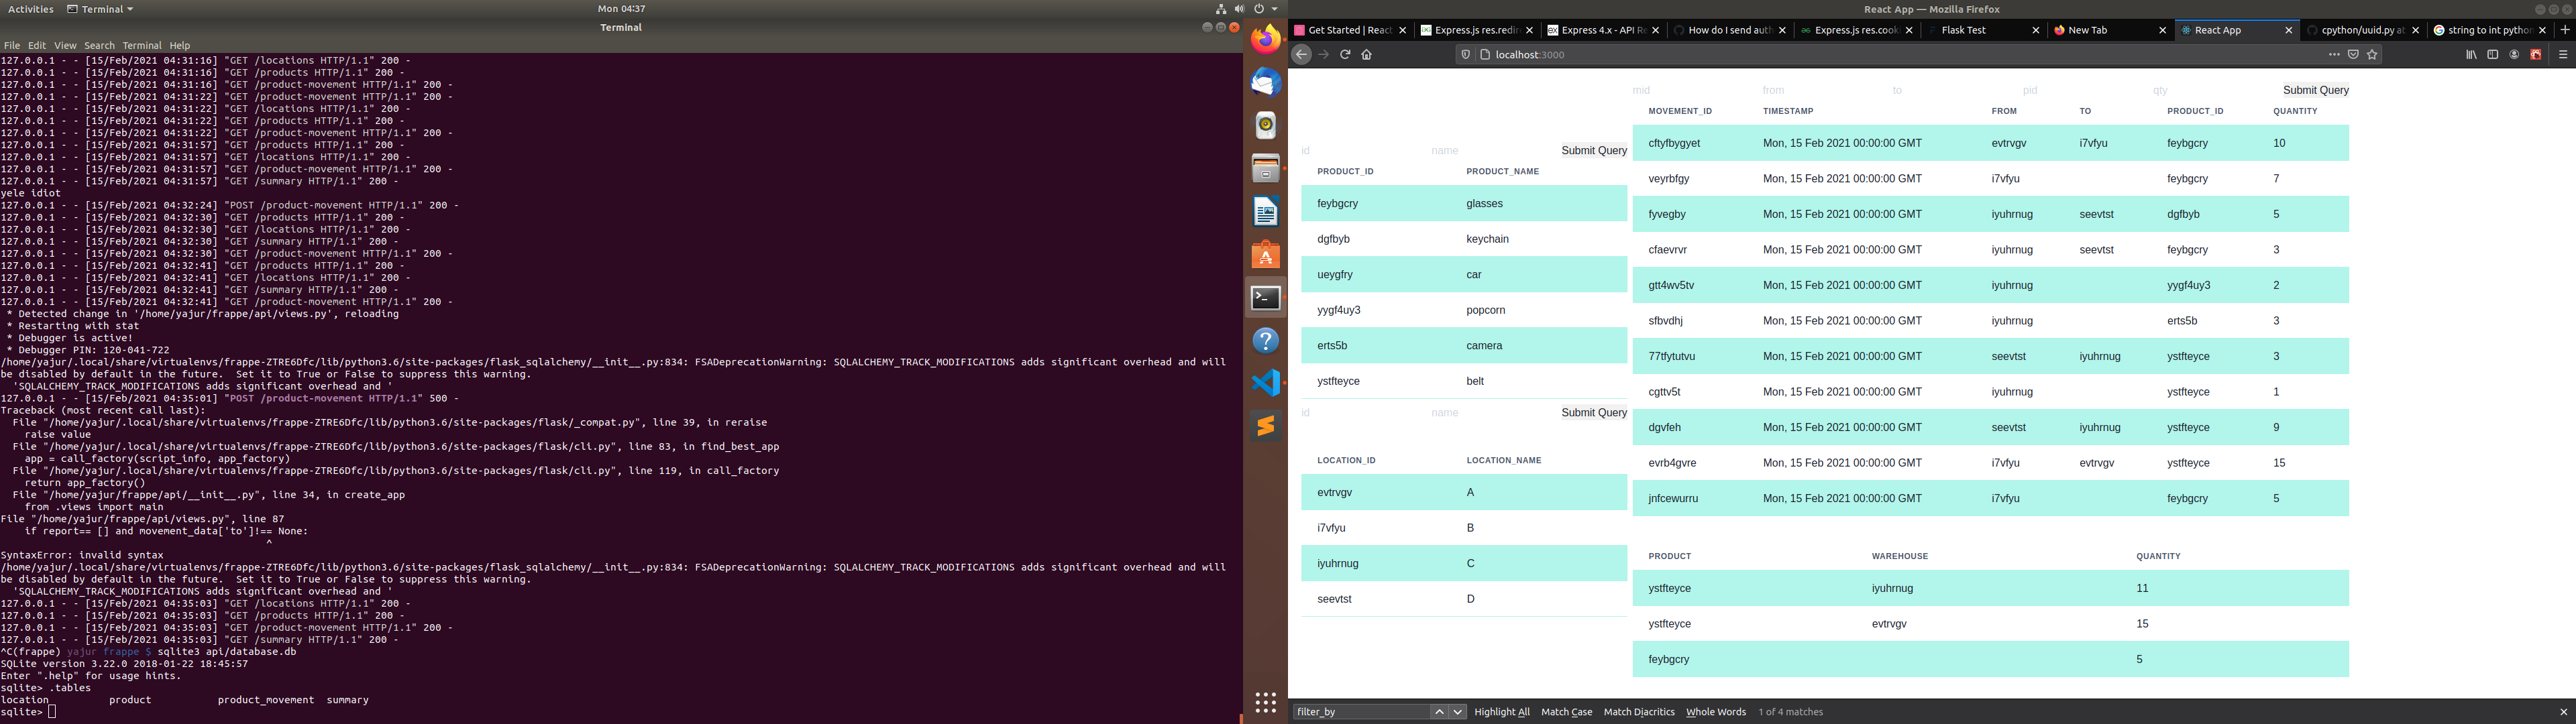 Activities Terminal Mon 04:37
Terminal
File Edit View Search Terminal Help
127.0.0.1 - - [15/Feb/2021 04:31:16] "GET /locations HTTP/1.1" 200 -
127.0.0.1 - - [15/Feb/2021 04:31:16] "GET /products HTTP/1.1" 200 -
127.0.0.1 - - [15/Feb/2021 04:31:16] "GET /product-movement HTTP/1.1" 200 -
127.0.0.1 - - [15/Feb/2021 04:31:22] "GET /product-movement HTTP/1.1" 200 -
127.0.0.1 - - [15/Feb/2021 04:31:22] "GET /locations HTTP/1.1" 200 -
127.0.0.1 - - [15/Feb/2021 04:31:22] "GET /products HTTP/1.1" 200 -
127.0.0.1 - - [15/Feb/2021 04:31:22] "GET /product-movement HTTP/1.1" 200 -
127.0.0.1 - - [15/Feb/2021 04:31:57] "GET /products HTTP/1.1" 200 -
127.0.0.1 - - [15/Feb/2021 04:31:57] "GET /locations HTTP/1.1" 200 -
127.0.0.1 - - [15/Feb/2021 04:31:57] "GET /product-movement HTTP/1.1" 200 -
127.0.0.1 - - [15/Feb/2021 04:31:57] "GET /summary HTTP/1.1" 200 -
yele idiot
127.0.0.1 - - [15/Feb/2021 04:32:24] "POST /product-movement HTTP/1.1" 200 -
127.0.0.1 - - [15/Feb/2021 04:32:30] "GET /products HTTP/1.1" 200 -
127.0.0.1 - - [15/Feb/2021 04:32:30] "GET /locations HTTP/1.1" 200 -
127.0.0.1 - - [15/Feb/2021 04:32:30] "GET /summary HTTP/1.1" 200 -
127.0.0.1 - - [15/Feb/2021 04:32:30] "GET /product-movement HTTP/1.1" 200 -
127.0.0.1 - - [15/Feb/2021 04:32:41] "GET /products HTTP/1.1" 200 -
127.0.0.1 - - [15/Feb/2021 04:32:41] "GET /locations HTTP/1.1" 200 -
127.0.0.1 - - [15/Feb/2021 04:32:41] "GET /summary HTTP/1.1" 200 -
127.0.0.1 - - [15/Feb/2021 04:32:41] "GET /product-movement HTTP/1.1" 200 -
 * Detected change in '/home/yajur/frappe/api/views.py', reloading
 * Restarting with stat
 * Debugger is active!
 * Debugger PIN: 120-041-722
/home/yajur/.local/share/virtualenvs/frappe-ZTRE6Dfc/lib/python3.6/site-packages/flask_sqlalchemy/__init__.py:834: FSADeprecationWarning: SQLALCHEMY_TRACK_MODIFICATIONS adds significant overhead and will
be disabled by default in the future.  Set it to True or False to suppress this warning.
  'SQLALCHEMY_TRACK_MODIFICATIONS adds significant overhead and '
127.0.0.1 - - [15/Feb/2021 04:35:01] "POST /product-movement HTTP/1.1" 500 -
Traceback (most recent call last):
  File "/home/yajur/.local/share/virtualenvs/frappe-ZTRE6Dfc/lib/python3.6/site-packages/flask/_compat.py", line 39, in reraise
    raise value
  File "/home/yajur/.local/share/virtualenvs/frappe-ZTRE6Dfc/lib/python3.6/site-packages/flask/cli.py", line 83, in find_best_app
    app = call_factory(script_info, app_factory)
  File "/home/yajur/.local/share/virtualenvs/frappe-ZTRE6Dfc/lib/python3.6/site-packages/flask/cli.py", line 119, in call_factory
    return app_factory()
  File "/home/yajur/frappe/api/__init__.py", line 34, in create_app
    from .views import main
File "/home/yajur/frappe/api/views.py", line 87
    if report== [] and movement_data['to']!== None:
^
SyntaxError: invalid syntax
/home/yajur/.local/share/virtualenvs/frappe-ZTRE6Dfc/lib/python3.6/site-packages/flask_sqlalchemy/__init__.py:834: FSADeprecationWarning: SQLALCHEMY_TRACK_MODIFICATIONS adds significant overhead and will
be disabled by default in the future.  Set it to True or False to suppress this warning.
  'SQLALCHEMY_TRACK_MODIFICATIONS adds significant overhead and '
127.0.0.1 - - [15/Feb/2021 04:35:03] "GET /locations HTTP/1.1" 200 -
127.0.0.1 - - [15/Feb/2021 04:35:03] "GET /products HTTP/1.1" 200 -
127.0.0.1 - - [15/Feb/2021 04:35:03] "GET /product-movement HTTP/1.1" 200 -
127.0.0.1 - - [15/Feb/2021 04:35:03] "GET /summary HTTP/1.1" 200 -
^C(frappe) yajur frappe $ sqlite3 api/database.db
SQLite version 3.22.0 2018-01-22 18:45:57
Enter ".help" for usage hints.
sqlite> .tables
location product product_movement summary
sqlite>
React App — Mozilla Firefox
Get Started | React Express.js res.redire Express 4.x - API Re How do I send auth Express.js res.cooki Flask Test New Tab React App cpython/uuid.py at string to int python
localhost:3000
id name Submit Query
PRODUCT_ID PRODUCT_NAME
feybgcry glasses
dgfbyb keychain
ueygfry car
yygf4uy3 popcorn
erts5b camera
ystfteyce belt
id name Submit Query
LOCATION_ID LOCATION_NAME
evtrvgv A
i7vfyu B
iyuhrnug C
seevtst D
mid from to pid qty Submit Query
MOVEMENT_ID TIMESTAMP FROM TO PRODUCT_ID QUANTITY
cftyfbygyet Mon, 15 Feb 2021 00:00:00 GMT evtrvgv i7vfyu feybgcry 10
veyrbfgy Mon, 15 Feb 2021 00:00:00 GMT i7vfyu feybgcry 7
fyvegby Mon, 15 Feb 2021 00:00:00 GMT iyuhrnug seevtst dgfbyb 5
cfaevrvr Mon, 15 Feb 2021 00:00:00 GMT iyuhrnug seevtst feybgcry 3
gtt4wv5tv Mon, 15 Feb 2021 00:00:00 GMT iyuhrnug yygf4uy3 2
sfbvdhj Mon, 15 Feb 2021 00:00:00 GMT iyuhrnug erts5b 3
77tfytutvu Mon, 15 Feb 2021 00:00:00 GMT seevtst iyuhrnug ystfteyce 3
cgttv5t Mon, 15 Feb 2021 00:00:00 GMT iyuhrnug ystfteyce 1
dgvfeh Mon, 15 Feb 2021 00:00:00 GMT seevtst iyuhrnug ystfteyce 9
evrb4gvre Mon, 15 Feb 2021 00:00:00 GMT i7vfyu evtrvgv ystfteyce 15
jnfcewurru Mon, 15 Feb 2021 00:00:00 GMT i7vfyu feybgcry 5
PRODUCT WAREHOUSE QUANTITY
ystfteyce iyuhrnug 11
ystfteyce evtrvgv 15
feybgcry 5
filter_by Highlight All Match Case Match Diacritics Whole Words 1 of 4 matches